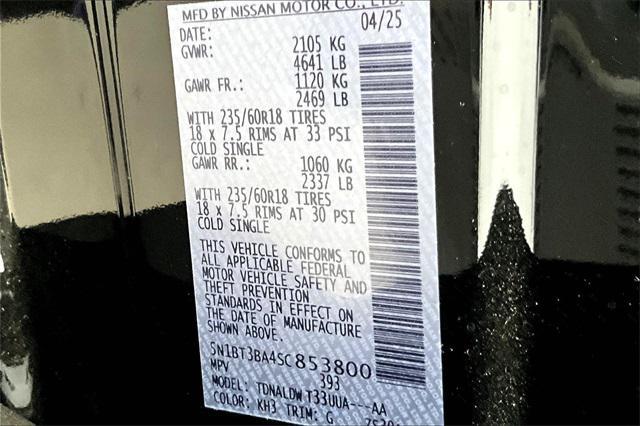 MFD BY NISSAN MOTOR CO., LTD.
DATE: 04/25
GVWR: 2105 KG
4641 LB
GAWR FR.: 1120 KG
2469 LB
WITH 235/60R18 TIRES
18 x 7.5 RIMS AT 33 PSI
COLD SINGLE
GAWR RR.: 1060 KG
2337 LB
WITH 235/60R18 TIRES
18 x 7.5 RIMS AT 30 PSI
COLD SINGLE
THIS VEHICLE CONFORMS TO
ALL APPLICABLE FEDERAL
MOTOR VEHICLE SAFETY AND
THEFT PREVENTION
STANDARDS IN EFFECT ON
THE DATE OF MANUFACTURE
SHOWN ABOVE.
5N1BT3BA4SC853800
MPV 393
MODEL: TDNALDW T33UUA---AA
COLOR: KH3 TRIM: G